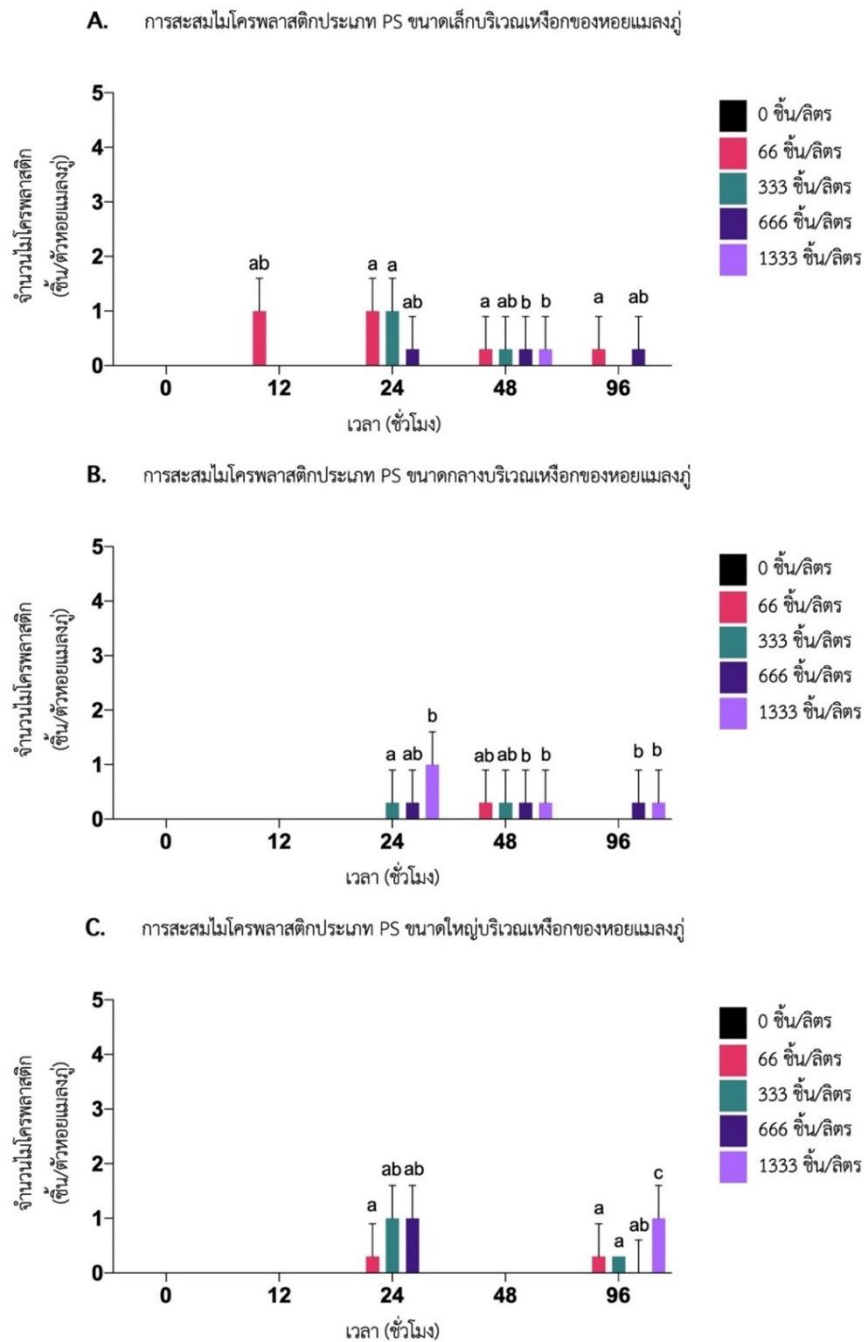 A. การสะสมไมโครพลาสติกประเภท PS ขนาดเล็กบริเวณเหงือกของหอยแมลงภู่
จำนวนไมโครพลาสติก
(ชิ้น/ตัวหอยแมลงภู่)
5
4
3
2
1
0
ab
a a ab
a ab b b
a ab
0 12 24 48 96
เวลา (ชั่วโมง)
0 ชิ้น/ลิตร
66 ชิ้น/ลิตร
333 ชิ้น/ลิตร
666 ชิ้น/ลิตร
1333 ชิ้น/ลิตร
B. การสะสมไมโครพลาสติกประเภท PS ขนาดกลางบริเวณเหงือกของหอยแมลงภู่
จำนวนไมโครพลาสติก
(ชิ้น/ตัวหอยแมลงภู่)
5
4
3
2
1
0
a ab b
ab ab b b
b b
0 12 24 48 96
เวลา (ชั่วโมง)
0 ชิ้น/ลิตร
66 ชิ้น/ลิตร
333 ชิ้น/ลิตร
666 ชิ้น/ลิตร
1333 ชิ้น/ลิตร
C. การสะสมไมโครพลาสติกประเภท PS ขนาดใหญ่บริเวณเหงือกของหอยแมลงภู่
จำนวนไมโครพลาสติก
(ชิ้น/ตัวหอยแมลงภู่)
5
4
3
2
1
0
a ab ab
a a ab c
0 12 24 48 96
เวลา (ชั่วโมง)
0 ชิ้น/ลิตร
66 ชิ้น/ลิตร
333 ชิ้น/ลิตร
666 ชิ้น/ลิตร
1333 ชิ้น/ลิตร